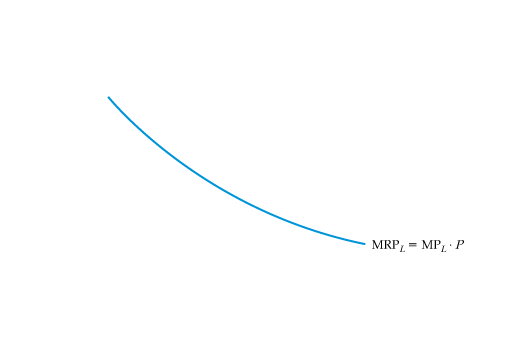 MRP_L = MP_L · P